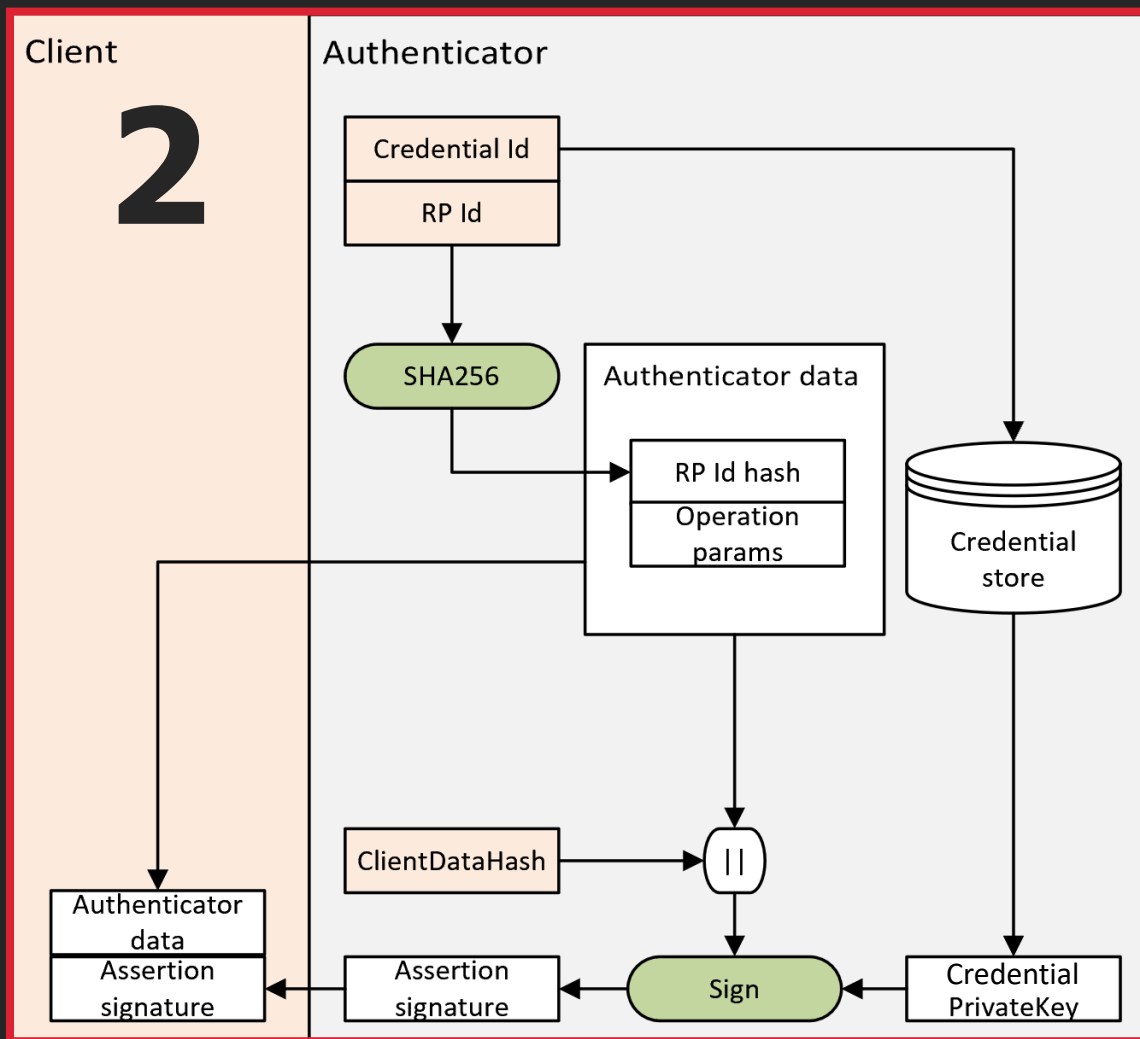 Client
Authenticator
2
Credential Id
RP Id
SHA256
Authenticator data
RP Id hash
Operation
params
Credential
store
ClientDataHash
||
Authenticator
data
Assertion
signature
Assertion
signature
Sign
Credential
PrivateKey